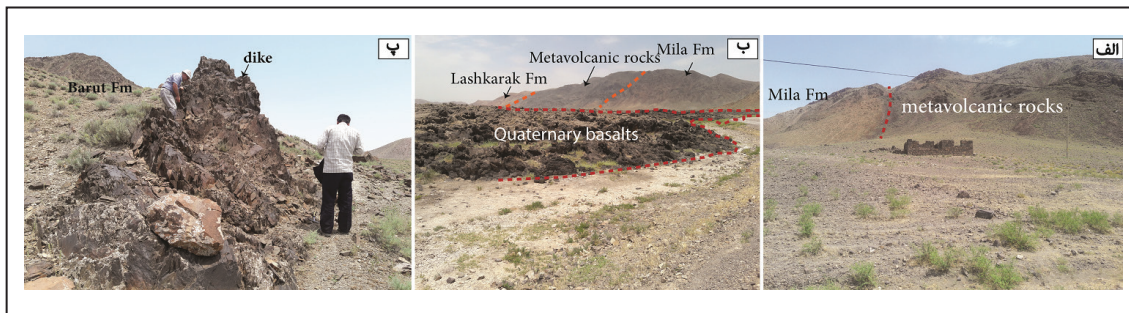 الف
Mila Fm
metavolcanic rocks
ب
Mila Fm
Metavolcanic rocks
Lashkarak Fm
Quaternary basalts
پ
dike
Barut Fm